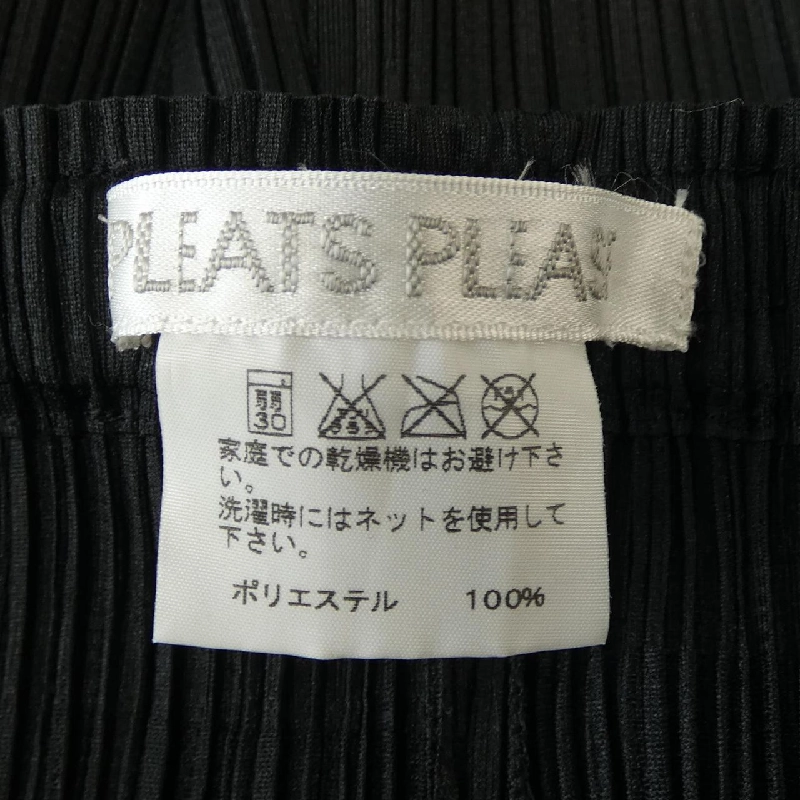 PLEATS PLEAS
弱
30
家庭での乾燥機はお避け下さ
い。
洗濯時にはネットを使用して
下さい。
ポリエステル 100%